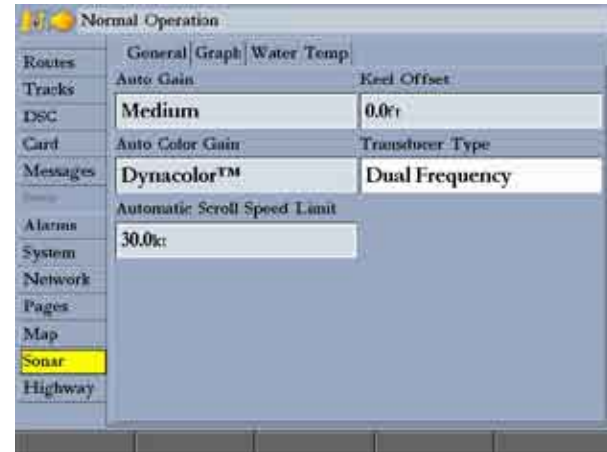 Normal Operation
Routes
Tracks
DSC
Card
Messages
Alarms
System
Network
Pages
Map
Sonar
Highway
General Graph Water Temp
Auto Gain
Medium
Keel Offset
0.0ft
Auto Color Gain
Dynacolor™
Transducer Type
Dual Frequency
Automatic Scroll Speed Limit
30.0kt